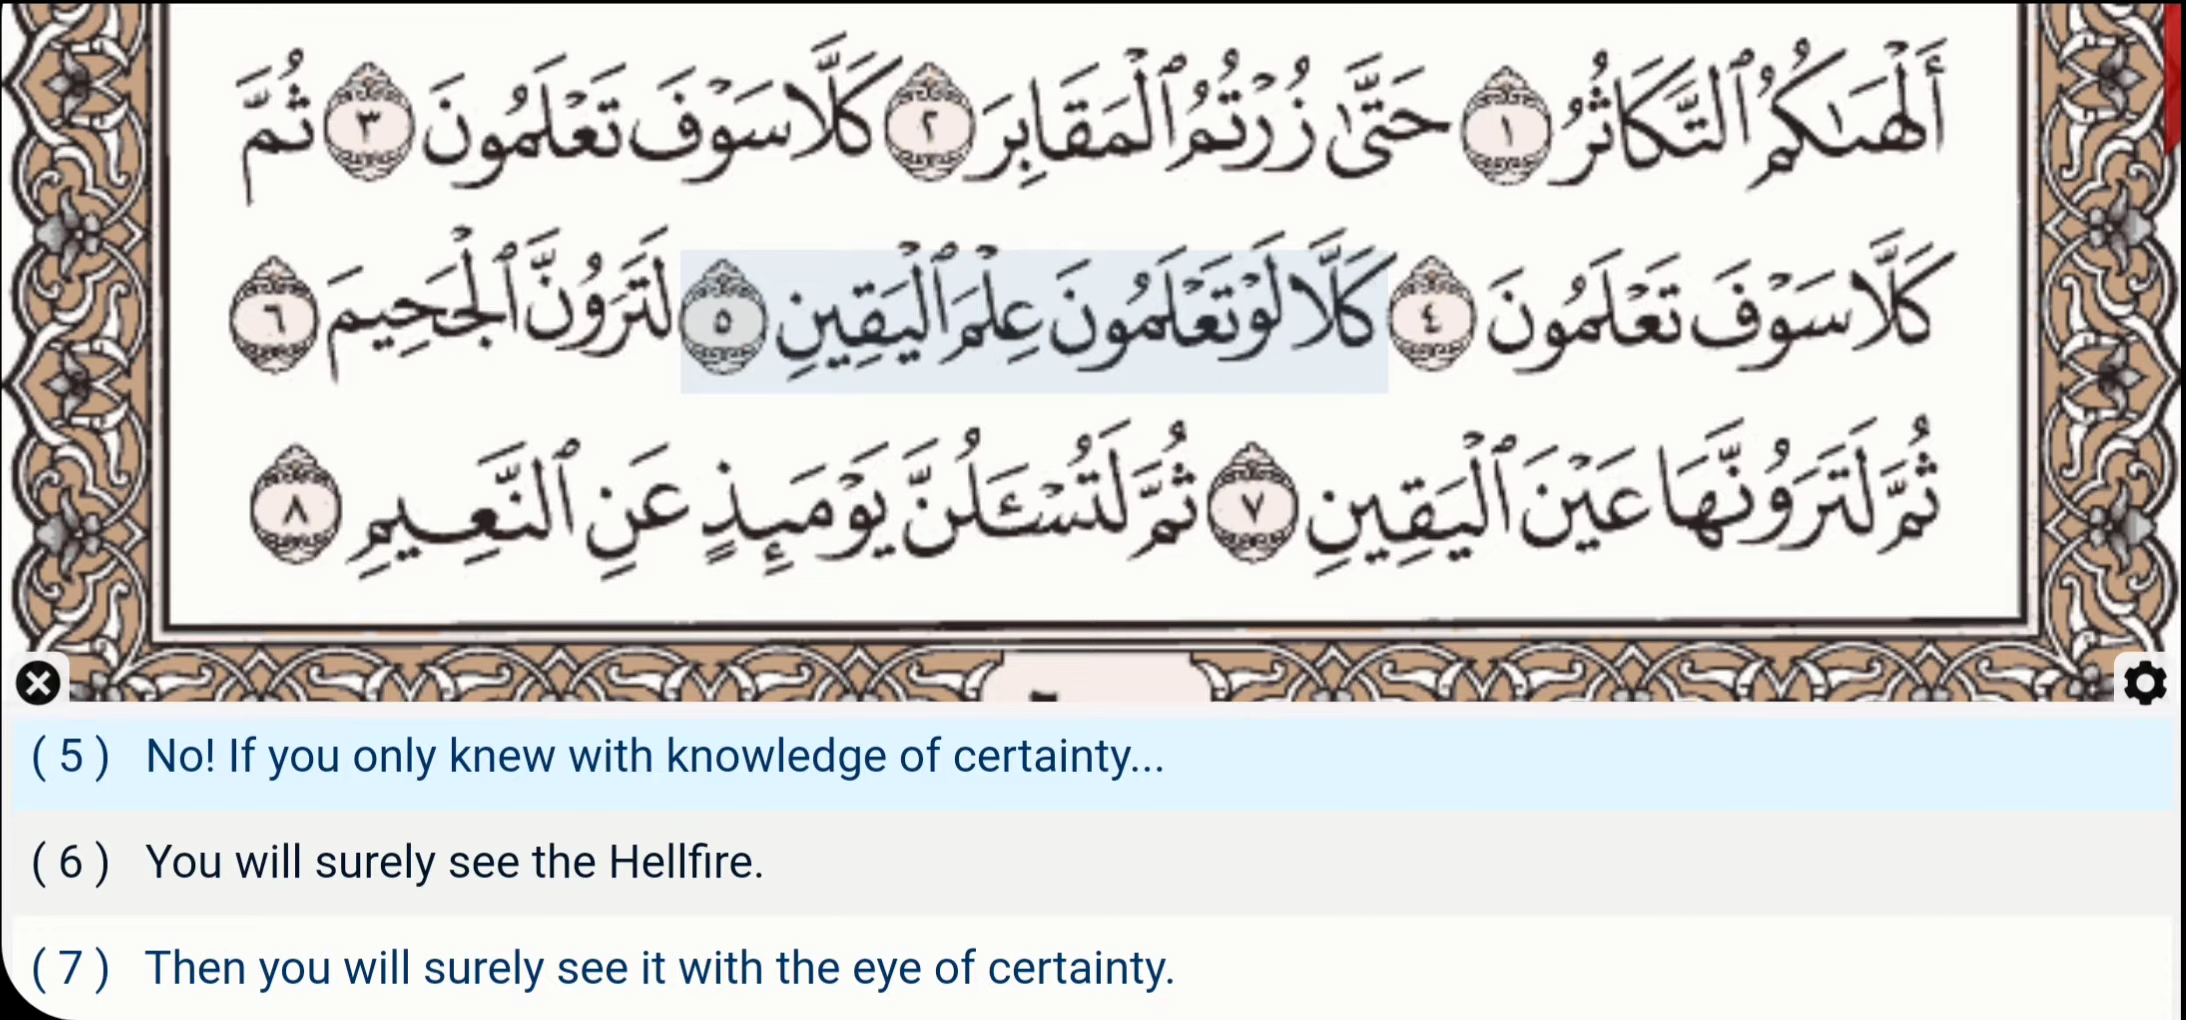 أَلْهَىٰكُمُ ٱلتَّكَاثُرُ ١ حَتَّىٰ زُرْتُمُ ٱلْمَقَابِرَ ٢ كَلَّا سَوْفَ تَعْلَمُونَ ٣ ثُمَّ
كَلَّا سَوْفَ تَعْلَمُونَ ٤ كَلَّا لَوْ تَعْلَمُونَ عِلْمَ ٱلْيَقِينِ ٥ لَتَرَوُنَّ ٱلْجَحِيمَ ٦
ثُمَّ لَتَرَوُنَّهَا عَيْنَ ٱلْيَقِينِ ٧ ثُمَّ لَتُسْـَٔلُنَّ يَوْمَئِذٍ عَنِ ٱلنَّعِيمِ ٨
( 5 ) No! If you only knew with knowledge of certainty...
( 6 ) You will surely see the Hellfire.
( 7 ) Then you will surely see it with the eye of certainty.